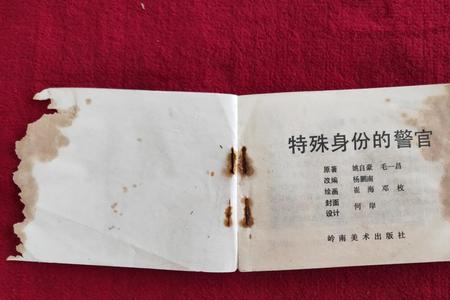 特殊身份的警官
原著 姚自豪 毛一昌
改编 杨鹏南
绘画 崔海 邓枚
封面设计 何岸
岭南美术出版社